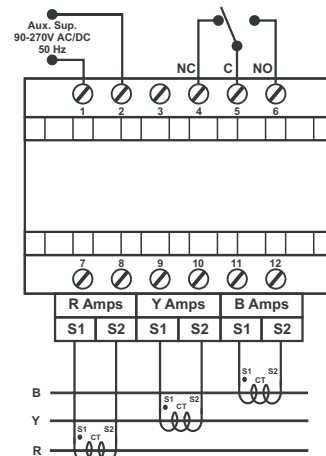 Aux. Sup.
90-270V AC/DC
50 Hz
NC C NO
1 2 3 4 5 6
7 8 9 10 11 12
R Amps Y Amps B Amps
S1 S2 S1 S2 S1 S2
S1 CT S2
B
S1 CT S2
Y
S1 CT S2
R